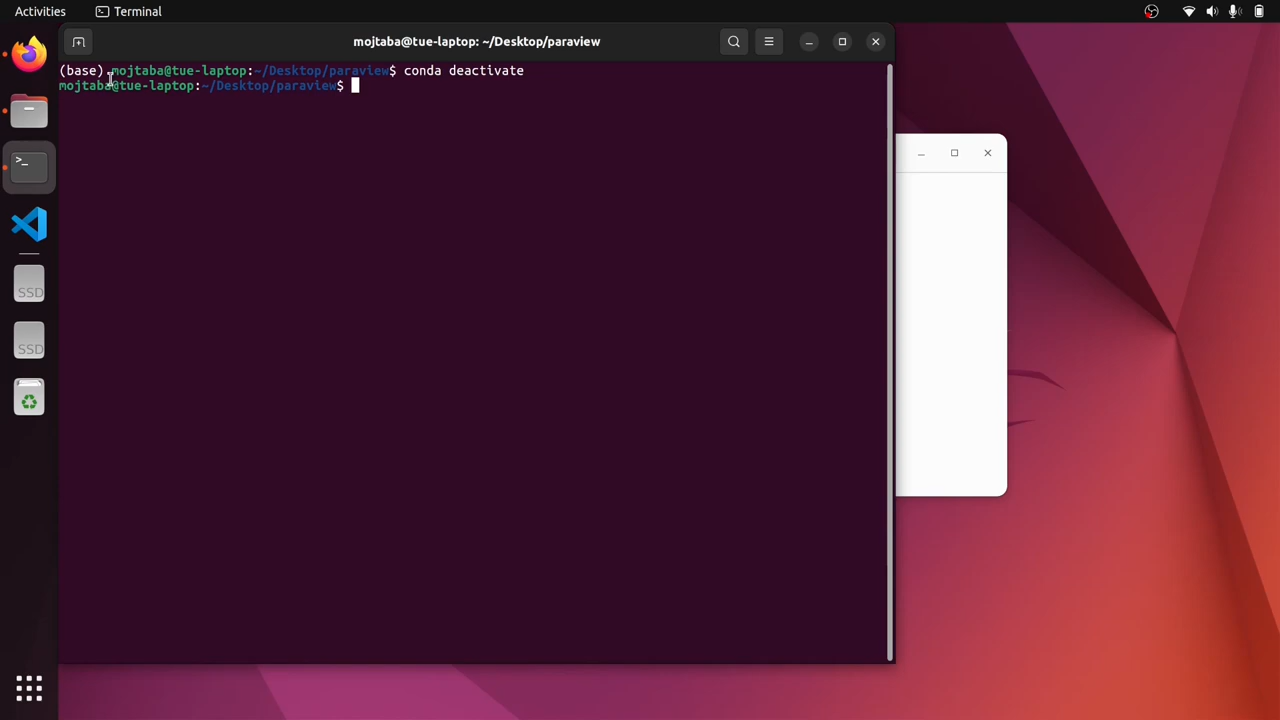 Activities
Terminal
mojtaba@tue-laptop: ~/Desktop/paraview
(base) mojtaba@tue-laptop:~/Desktop/paraview$ conda deactivate
mojtaba@tue-laptop:~/Desktop/paraview$
>_
SSD
SSD